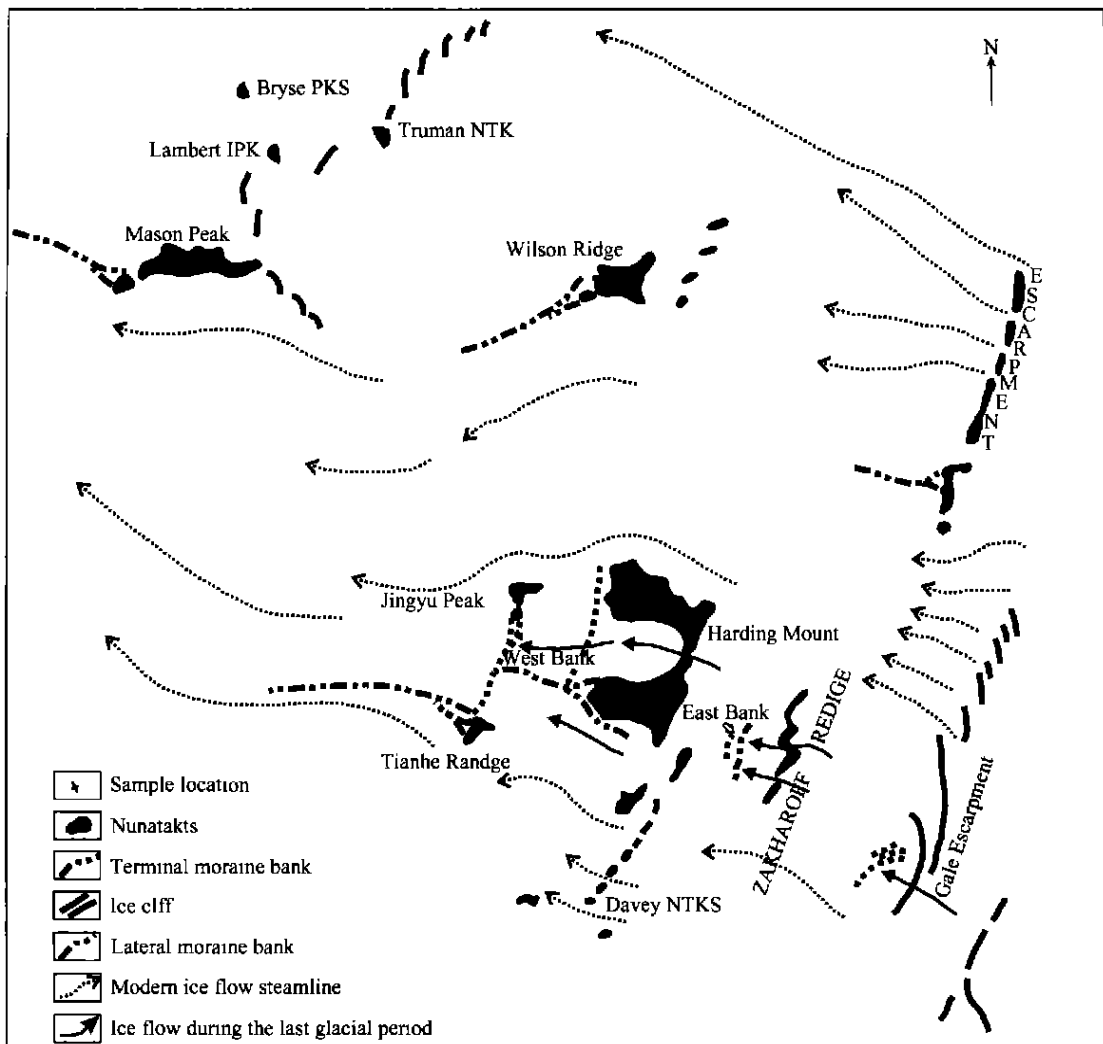 N
Bryse PKS
Truman NTK
Lambert IPK
Mason Peak
Wilson Ridge
ESCARPMENT
Jingyu Peak
West Bank
Harding Mount
East Bank
REDIGE
Tianhe Randge
ZAKHAROFF
Gale Escarpment
Davey NTKS
Sample location
Nunatakts
Terminal moraine bank
Ice cliff
Lateral moraine bank
Modern ice flow steamline
Ice flow during the last glacial period